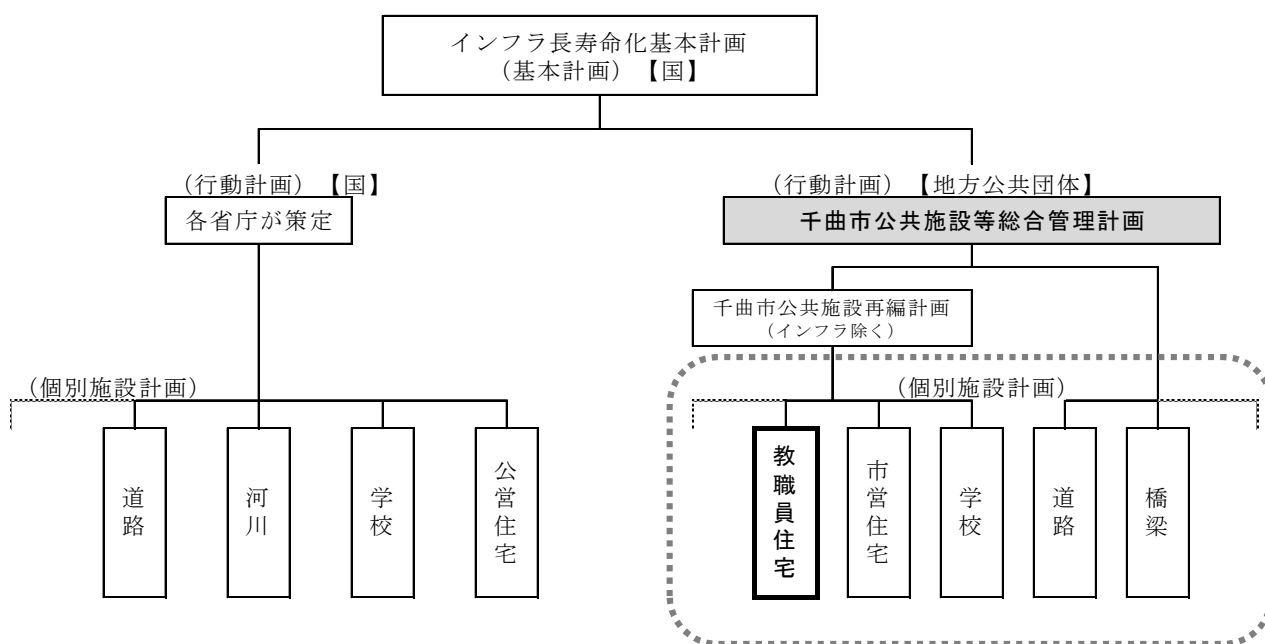 インフラ長寿命化基本計画
（基本計画）【国】
（行動計画）【国】
各省庁が策定
（行動計画）【地方公共団体】
千曲市公共施設等総合管理計画
千曲市公共施設再編計画
（インフラ除く）
（個別施設計画）
道路
河川
学校
公営住宅
（個別施設計画）
教職員住宅
市営住宅
学校
道路
橋梁